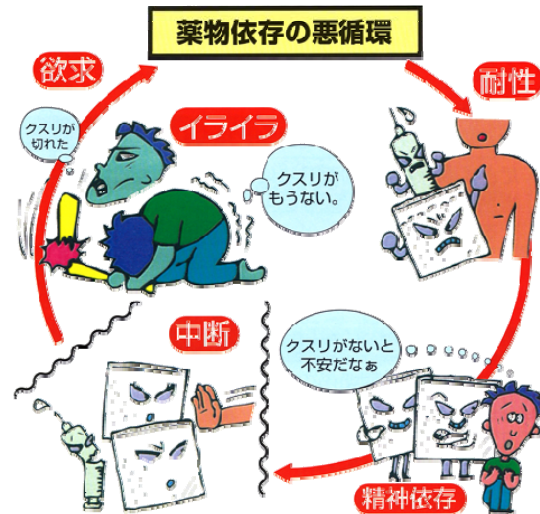 薬物依存の悪循環
欲求
耐性
クスリが
切れた
イライラ
クスリが
もうない。
中断
クスリがないと
不安だなぁ
精神依存